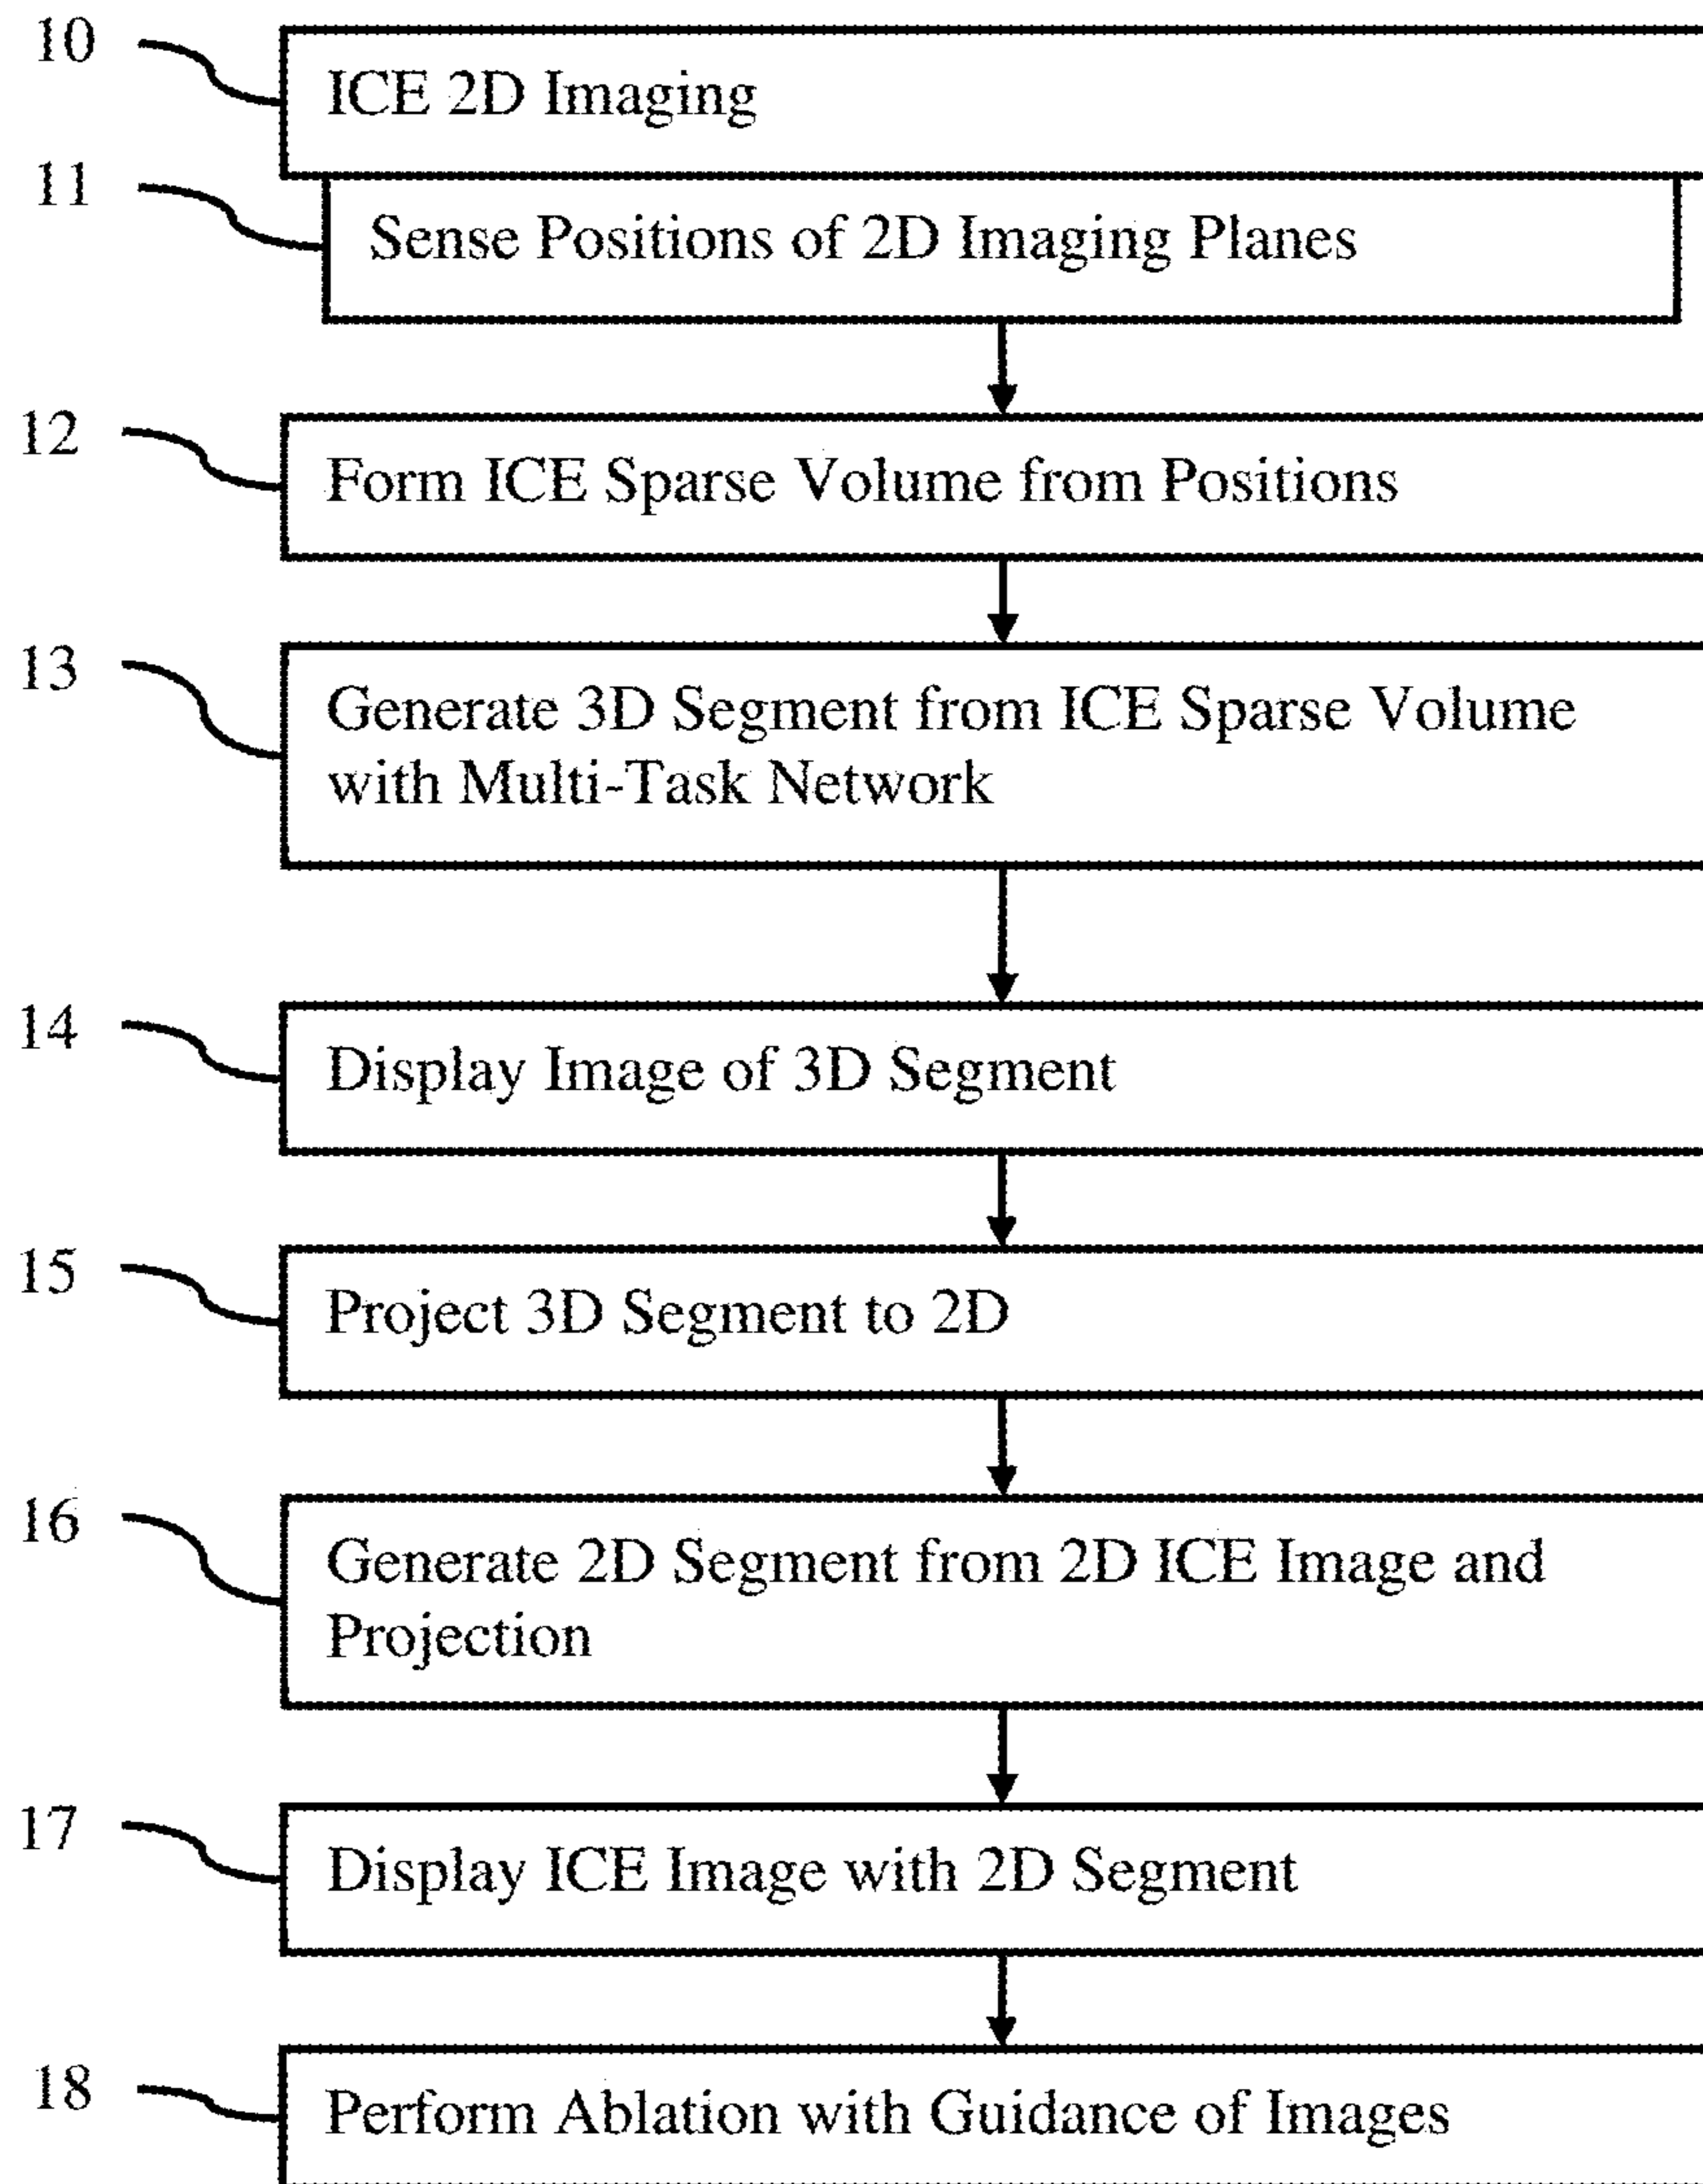 10
ICE 2D Imaging
11
Sense Positions of 2D Imaging Planes
12
Form ICE Sparse Volume from Positions
13
Generate 3D Segment from ICE Sparse Volume
with Multi-Task Network
14
Display Image of 3D Segment
15
Project 3D Segment to 2D
16
Generate 2D Segment from 2D ICE Image and
Projection
17
Display ICE Image with 2D Segment
18
Perform Ablation with Guidance of Images